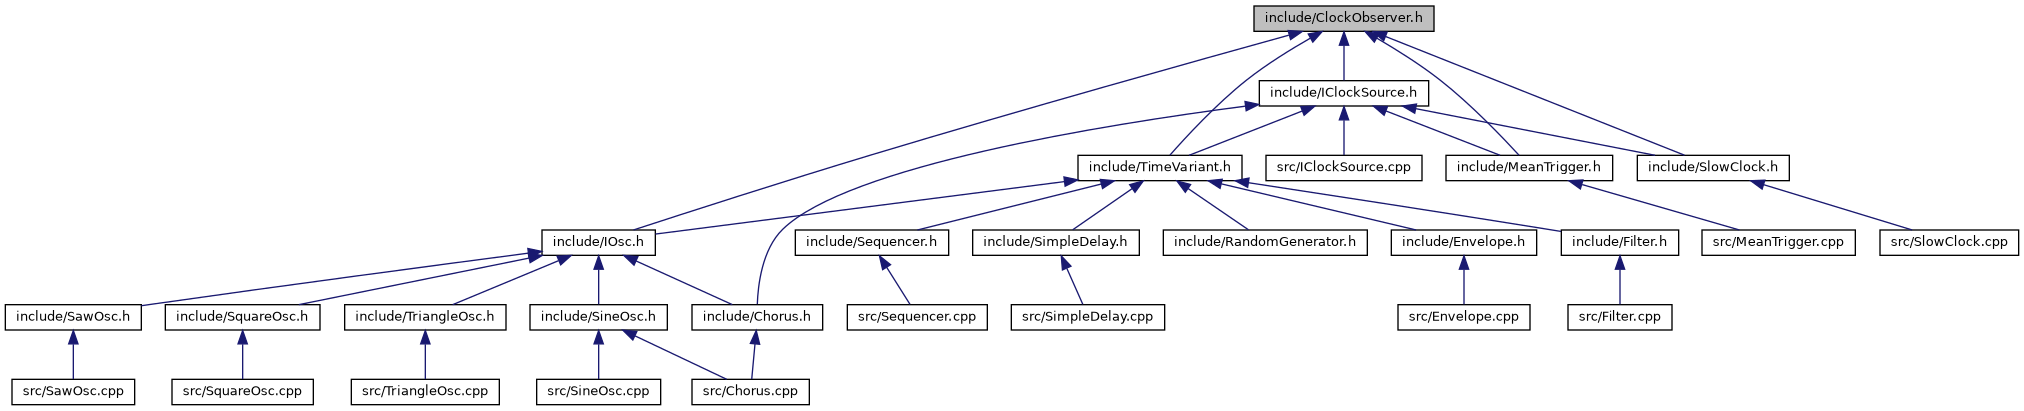 include/ClockObserver.h
include/IClockSource.h
include/TimeVariant.h
src/IClockSource.cpp
include/MeanTrigger.h
include/SlowClock.h
include/IOsc.h
include/Sequencer.h
include/SimpleDelay.h
include/RandomGenerator.h
include/Envelope.h
include/Filter.h
src/MeanTrigger.cpp
src/SlowClock.cpp
include/SawOsc.h
include/SquareOsc.h
include/TriangleOsc.h
include/SineOsc.h
include/Chorus.h
src/Sequencer.cpp
src/SimpleDelay.cpp
src/Envelope.cpp
src/Filter.cpp
src/SawOsc.cpp
src/SquareOsc.cpp
src/TriangleOsc.cpp
src/SineOsc.cpp
src/Chorus.cpp